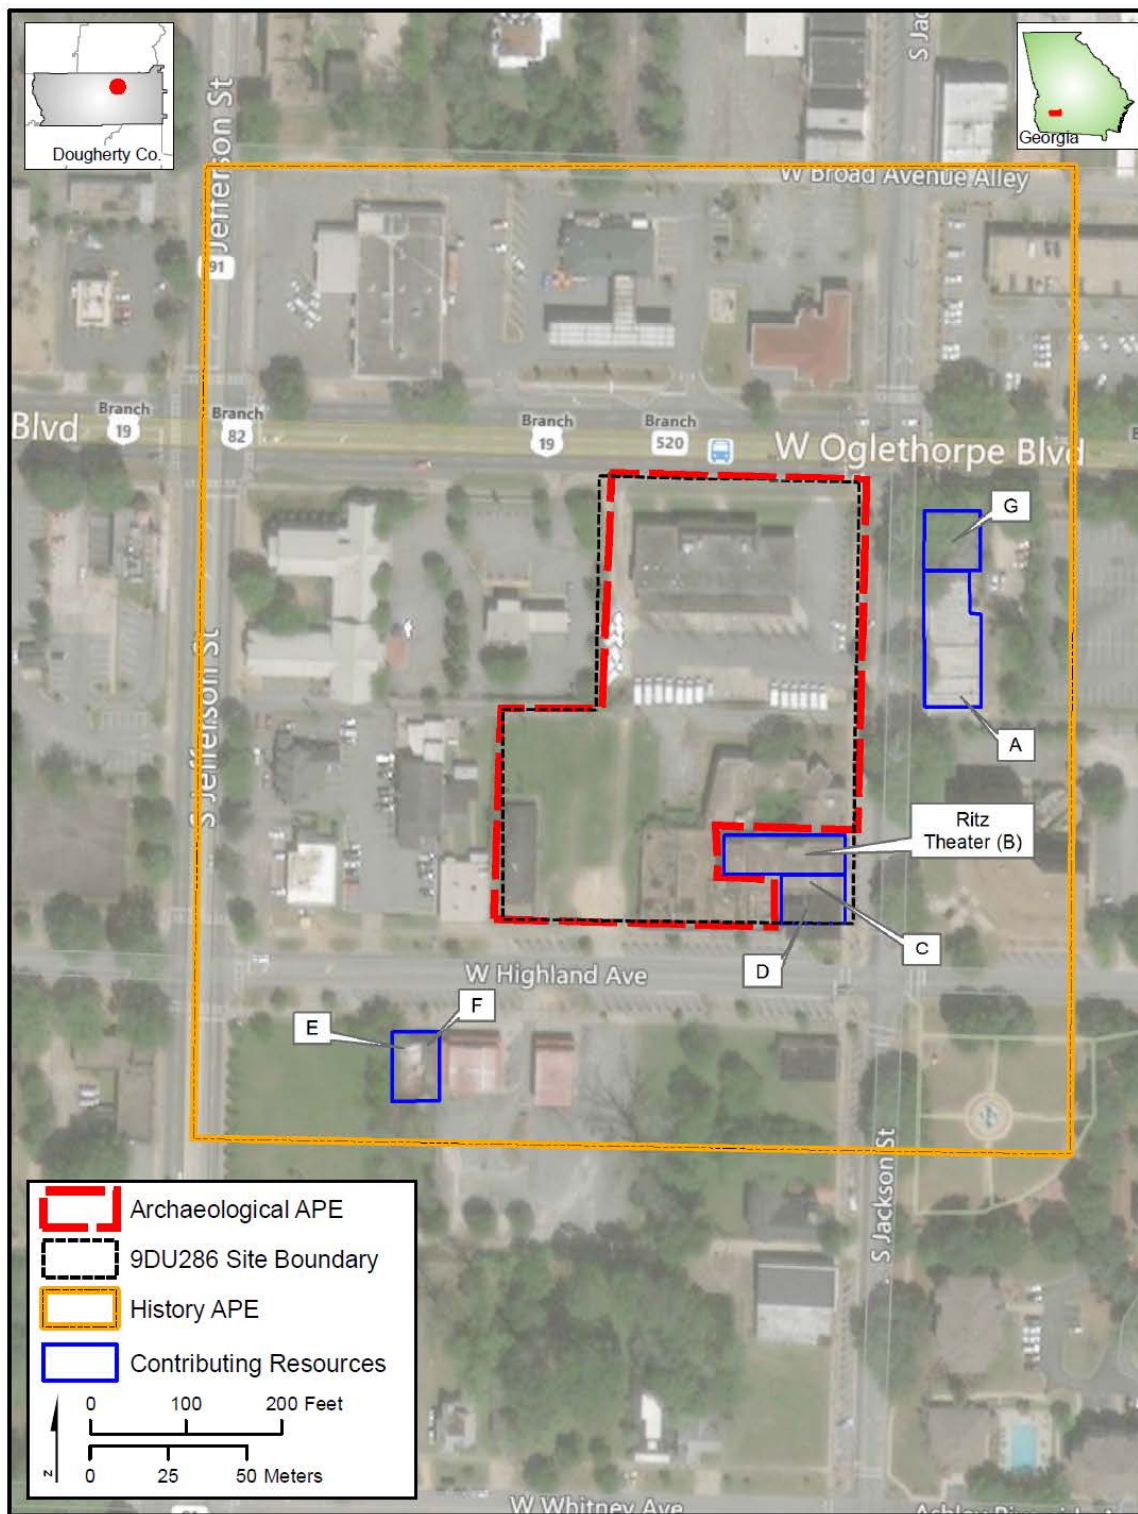 Dougherty Co.
Georgia
S Jac
Jefferson St
W Broad Avenue Alley
91
Branch
19
Branch
82
Branch
19
Branch
520
Blvd
W Oglethorpe Blvd
G
A
S Jefferson St
Ritz
Theater (B)
C
D
W Highland Ave
E
F
S Jackson St
Archaeological APE
9DU286 Site Boundary
History APE
Contributing Resources
0 100 200 Feet
0 25 50 Meters
N
W Whitney Ave